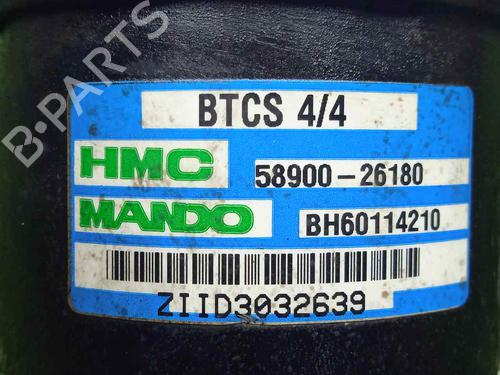 B-PARTS
BTCS 4/4
HMC 58900-26180
MANDO BH60114210
ZIID3032639